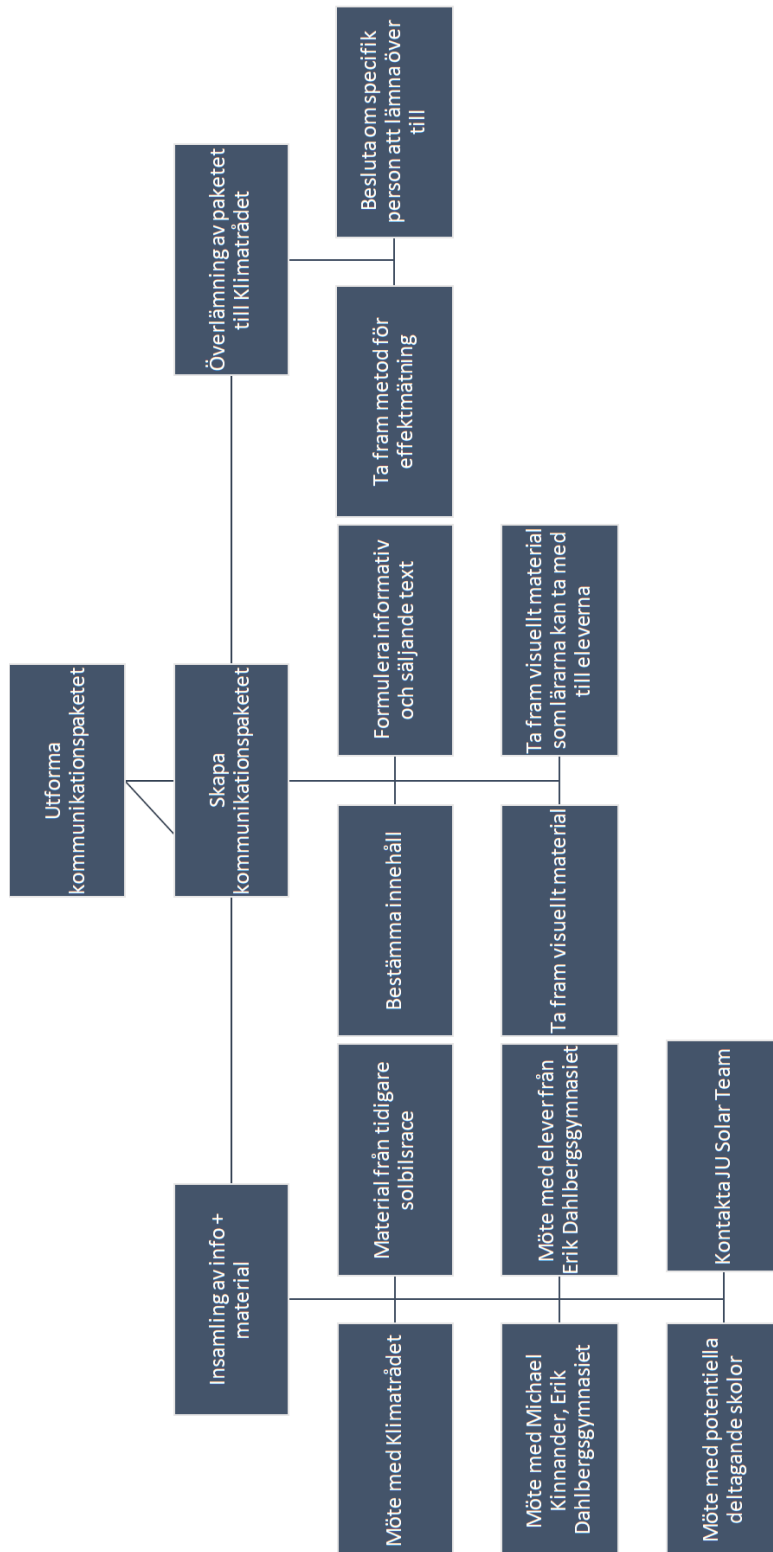 Utforma
kommunikationspaketet
Insamling av info +
material
Skapa
kommunikationspaketet
Överlämning av paketet
till Klimatrådet
Möte med Klimatrådet
Material från tidigare
solbilsrace
Bestämma innehåll
Formulera informativ
och säljande text
Ta fram metod för
effektmätning
Besluta om specifik
person att lämna över
till
Möte med Michael
Kinnander, Erik
Dahlbergsgymnasiet
Möte med elever från
Erik Dahlbergsgymnasiet
Ta fram visuellt material
Ta fram visuellt material
som lärarna kan ta med
till eleverna
Möte med potentiella
deltagande skolor
Kontakta JU Solar Team